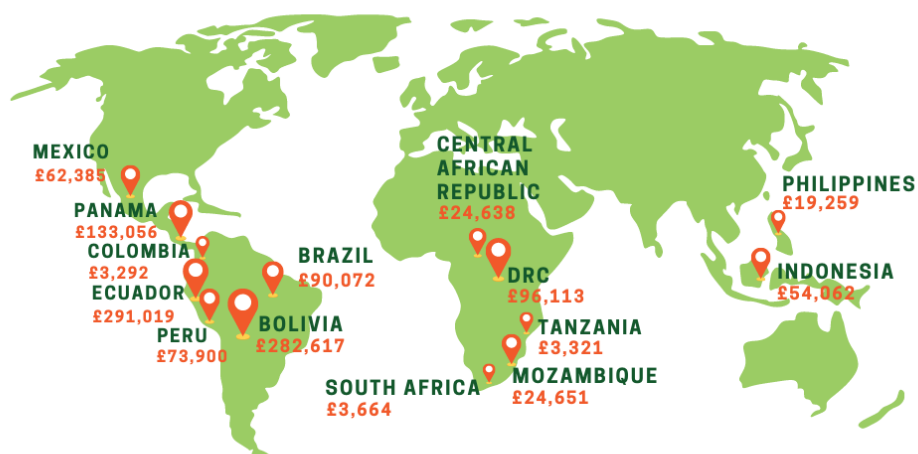 MEXICO
£62,385
PANAMA
£133,056
COLOMBIA
£3,292
ECUADOR
£291,019
PERU
£73,900
BRAZIL
£90,072
BOLIVIA
£282,617
CENTRAL
AFRICAN
REPUBLIC
£24,638
DRC
£96,113
TANZANIA
£3,321
MOZAMBIQUE
£24,651
SOUTH AFRICA
£3,664
PHILIPPINES
£19,259
INDONESIA
£54,062